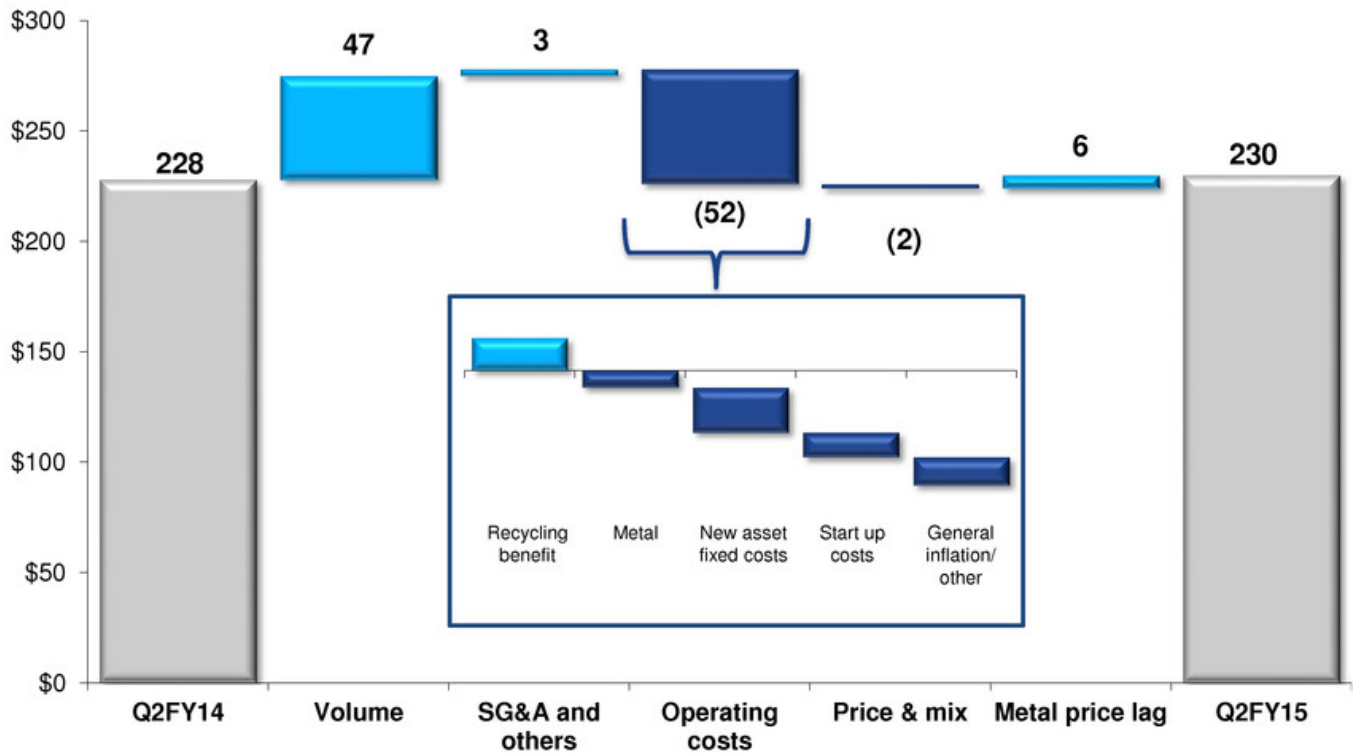 $300
$250
$200
$150
$100
$50
$0
228
47
3
(52)
(2)
6
230
Recycling
benefit
Metal
New asset
fixed costs
Start up
costs
General
inflation/
other
Q2FY14
Volume
SG&A and
others
Operating
costs
Price & mix
Metal price lag
Q2FY15